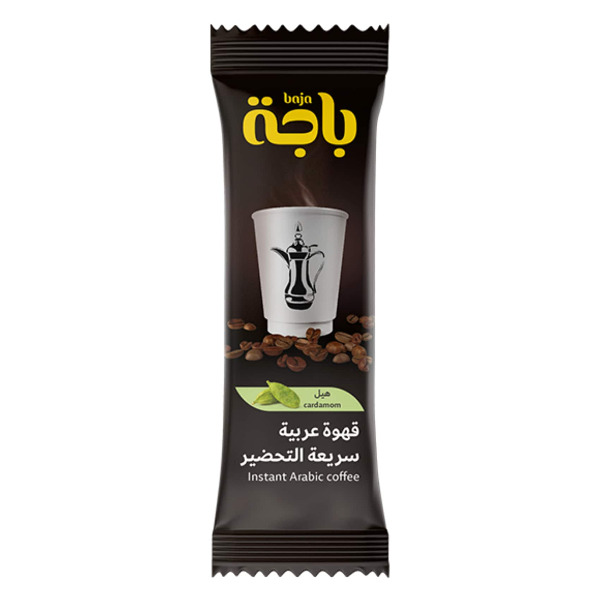 baja
باجة
هيل
cardamom
قهوة عربية
سريعة التحضير
Instant Arabic coffee